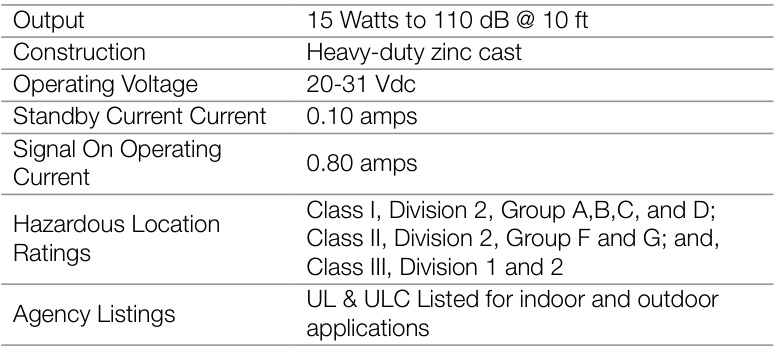 Output 15 Watts to 110 dB @ 10 ft
Construction Heavy-duty zinc cast
Operating Voltage 20-31 Vdc
Standby Current Current 0.10 amps
Signal On Operating
Current
0.80 amps
Hazardous Location
Ratings
Class I, Division 2, Group A,B,C, and D;
Class II, Division 2, Group F and G; and,
Class III, Division 1 and 2
Agency Listings
UL & ULC Listed for indoor and outdoor
applications